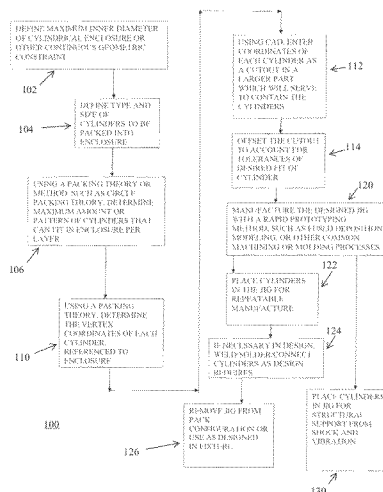 DEFINE MAXIMUM INNER DIAMETER
OF CYLINDRICAL ENCLOSURE OR
OTHER CONTINUOUS GEOMETRIC
CONSTRAINT
102
DEFINE TYPE AND
SIZE OF
CYLINDERS TO BE
PACKED INTO
ENCLOSURE
104
USING A PACKING THEORY OR
METHOD, SUCH AS CIRCLE
PACKING THEORY, DETERMINE
MAXIMUM AMOUNT OR
PATTERN OF CYLINDERS THAT
CAN FIT IN ENCLOSURE PER
LAYER
106
USING A PACKING
THEORY, DETERMINE
THE VERTEX
COORDINATES OF EACH
CYLINDER,
REFERENCED TO
ENCLOSURE
110
100
USING CAD, ENTER
COORDINATES OF
EACH CYLINDER AS
A CUTOUT IN A
LARGER PART
WHICH WILL SERVE
TO CONTAIN THE
CYLINDERS
112
OFFSET THE CUTOUT
TO ACCOUNT FOR
TOLERANCES OF
DESIRED FIT OF
CYLINDER
114
120
MANUFACTURE THE DESIGNED JIG
WITH A RAPID PROTOTYPING
METHOD, SUCH AS FUSED DEPOSITION
MODELING, OR OTHER COMMON
MACHINING OR MOLDING PROCESSES
122
PLACE CYLINDERS
IN THE JIG FOR
REPEATABLE
MANUFACTURE
124
IF NECESSARY IN DESIGN,
WELD/SOLDER/CONNECT
CYLINDERS AS DESIGN
REQUIRES
REMOVE JIG FROM
PACK
CONFIGURATION OR
USE AS DESIGNED
IN FIXTURE
126
PLACE CYLINDERS
IN JIG FOR
STRUCTURAL
SUPPORT FROM
SHOCK AND
VIBRATION
130